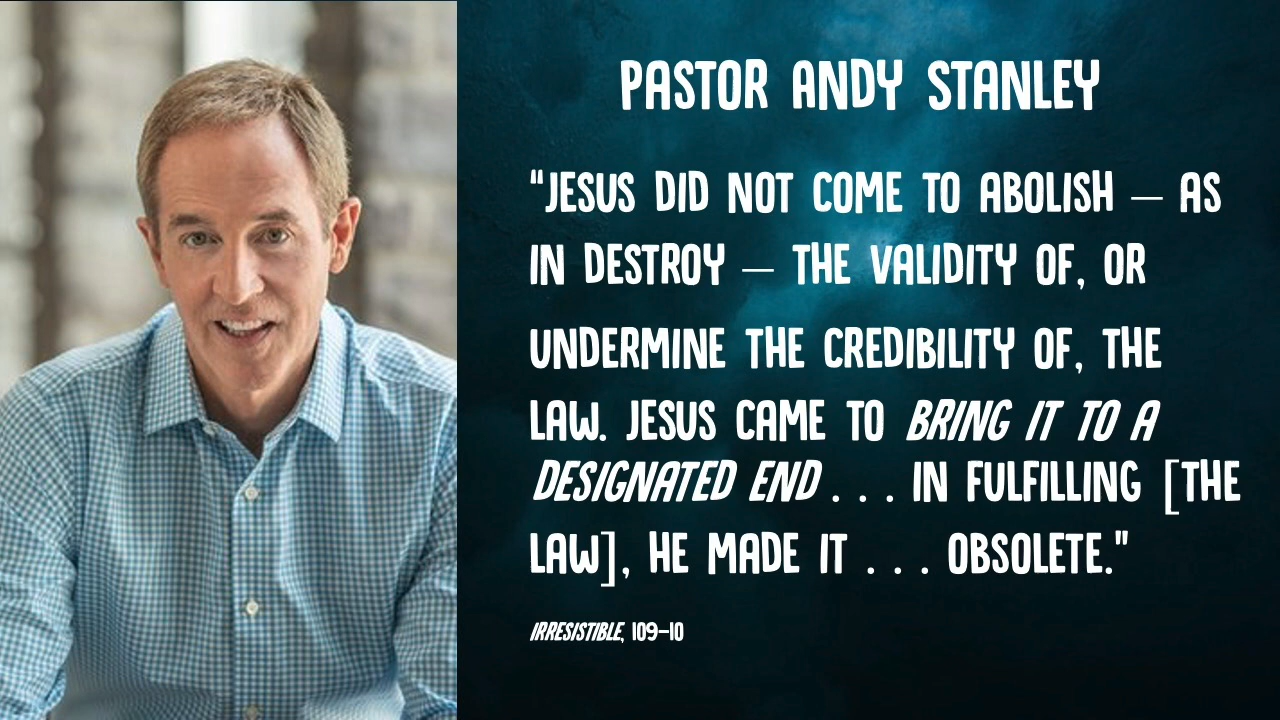 PASTOR ANDY STANLEY
“JESUS DID NOT COME TO ABOLISH – AS
IN DESTROY – THE VALIDITY OF, OR
UNDERMINE THE CREDIBILITY OF, THE
LAW. JESUS CAME TO BRING IT TO A
DESIGNATED END . . . IN FULFILLING [THE
LAW], HE MADE IT . . . OBSOLETE."
IRRESISTIBLE, 109–10